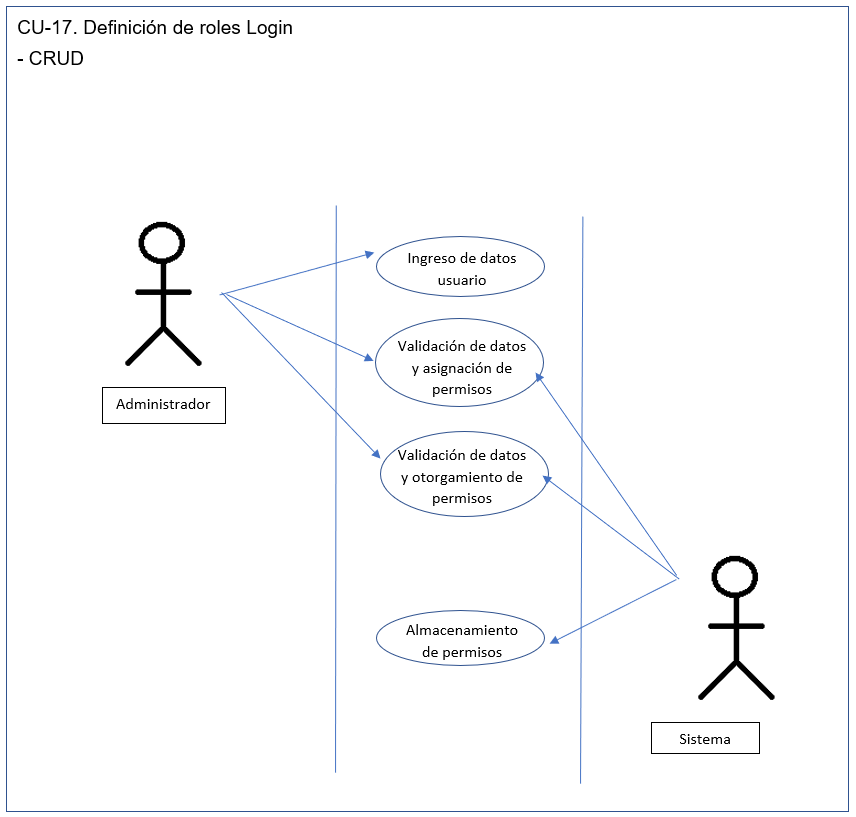 CU-17. Definición de roles Login
- CRUD
Ingreso de datos
usuario
Validación de datos
y asignación de
permisos
Administrador
Validación de datos
y otorgamiento de
permisos
Almacenamiento
de permisos
Sistema